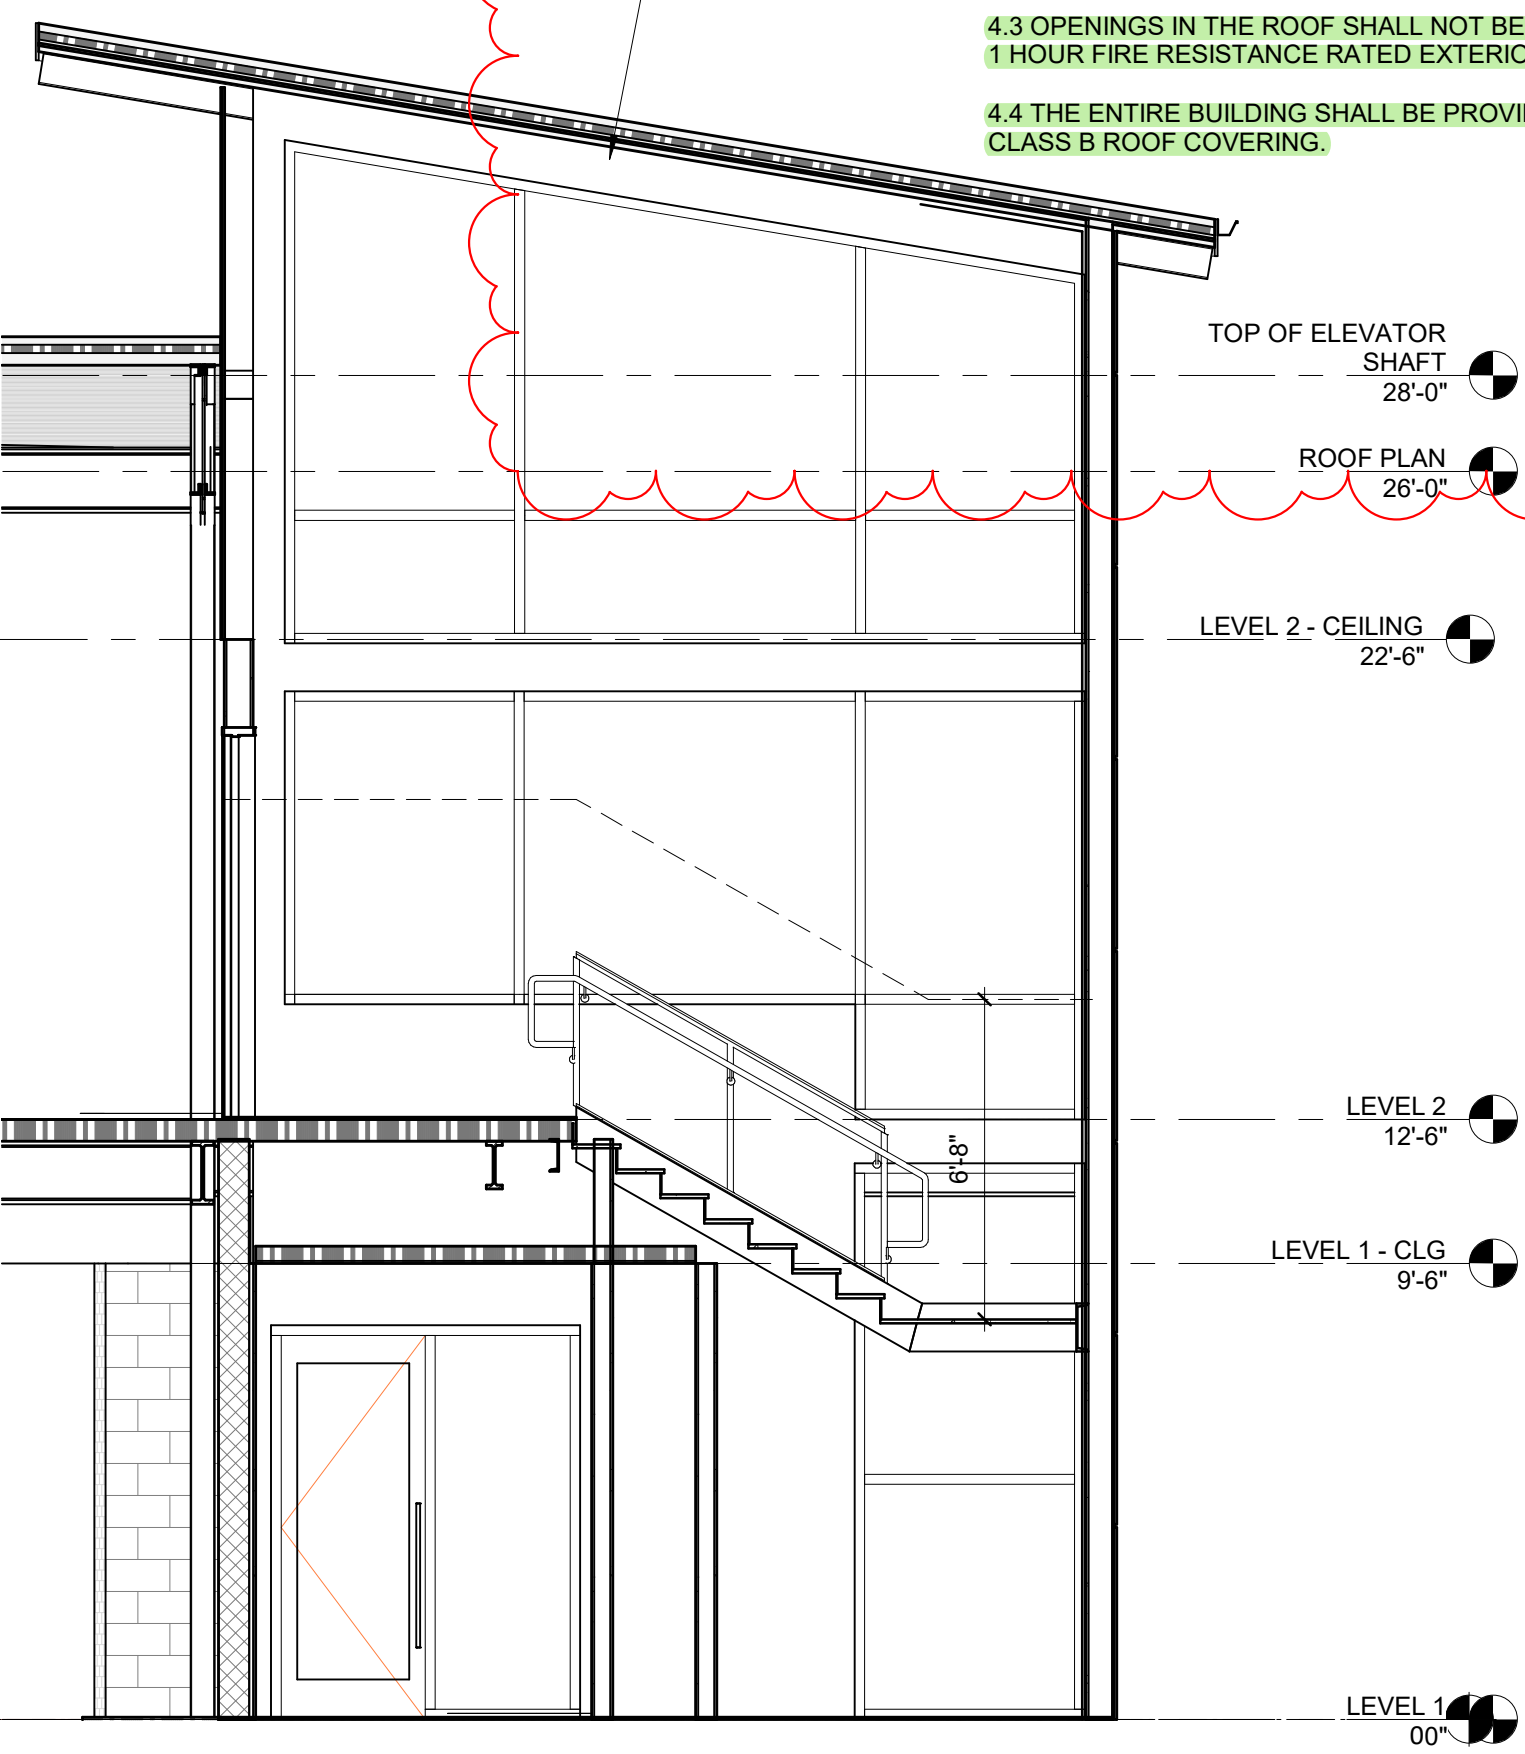 4.3 OPENINGS IN THE ROOF SHALL NOT BE
1 HOUR FIRE RESISTANCE RATED EXTERIO
4.4 THE ENTIRE BUILDING SHALL BE PROVI
CLASS B ROOF COVERING.
TOP OF ELEVATOR
SHAFT
28'-0"
ROOF PLAN
26'-0"
LEVEL 2 - CEILING
22'-6"
LEVEL 2
12'-6"
6'-8"
LEVEL 1 - CLG
9'-6"
LEVEL 1
00"